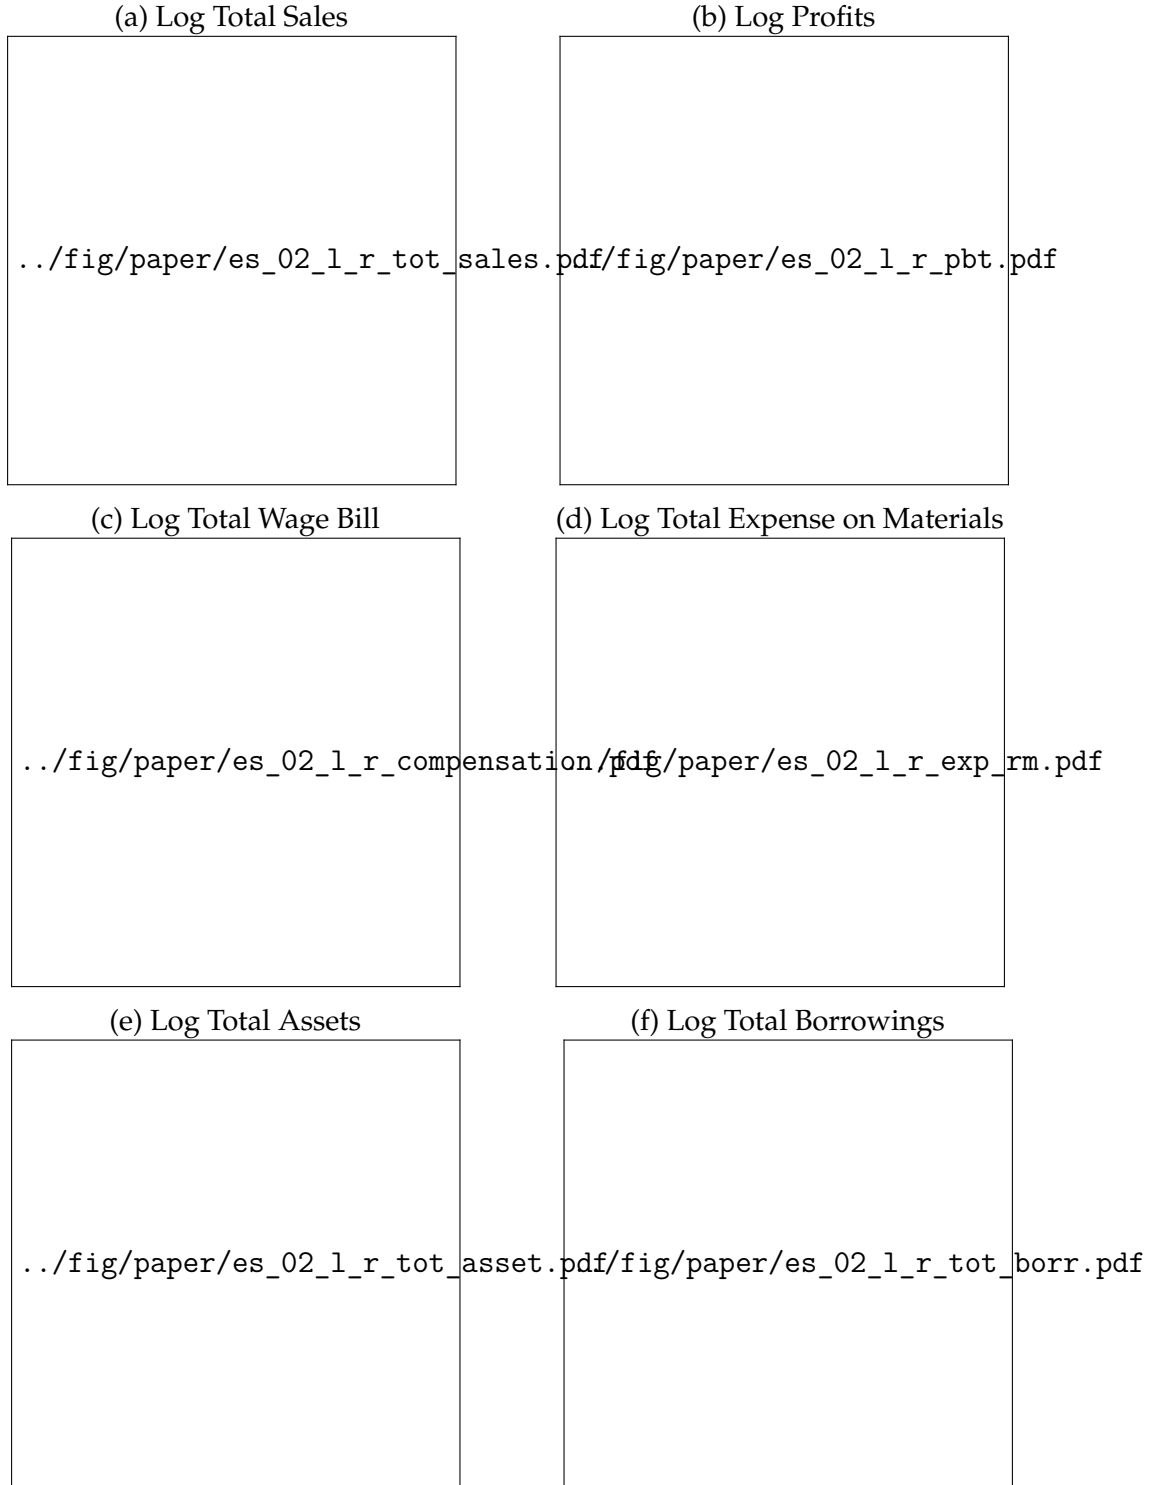 (a) Log Total Sales
(b) Log Profits
../fig/paper/es_02_l_r_tot_sales.pdf
../fig/paper/es_02_l_r_pbt.pdf
(c) Log Total Wage Bill
(d) Log Total Expense on Materials
../fig/paper/es_02_l_r_compensation.pdf
../fig/paper/es_02_l_r_exp_rm.pdf
(e) Log Total Assets
(f) Log Total Borrowings
../fig/paper/es_02_l_r_tot_asset.pdf
../fig/paper/es_02_l_r_tot_borr.pdf